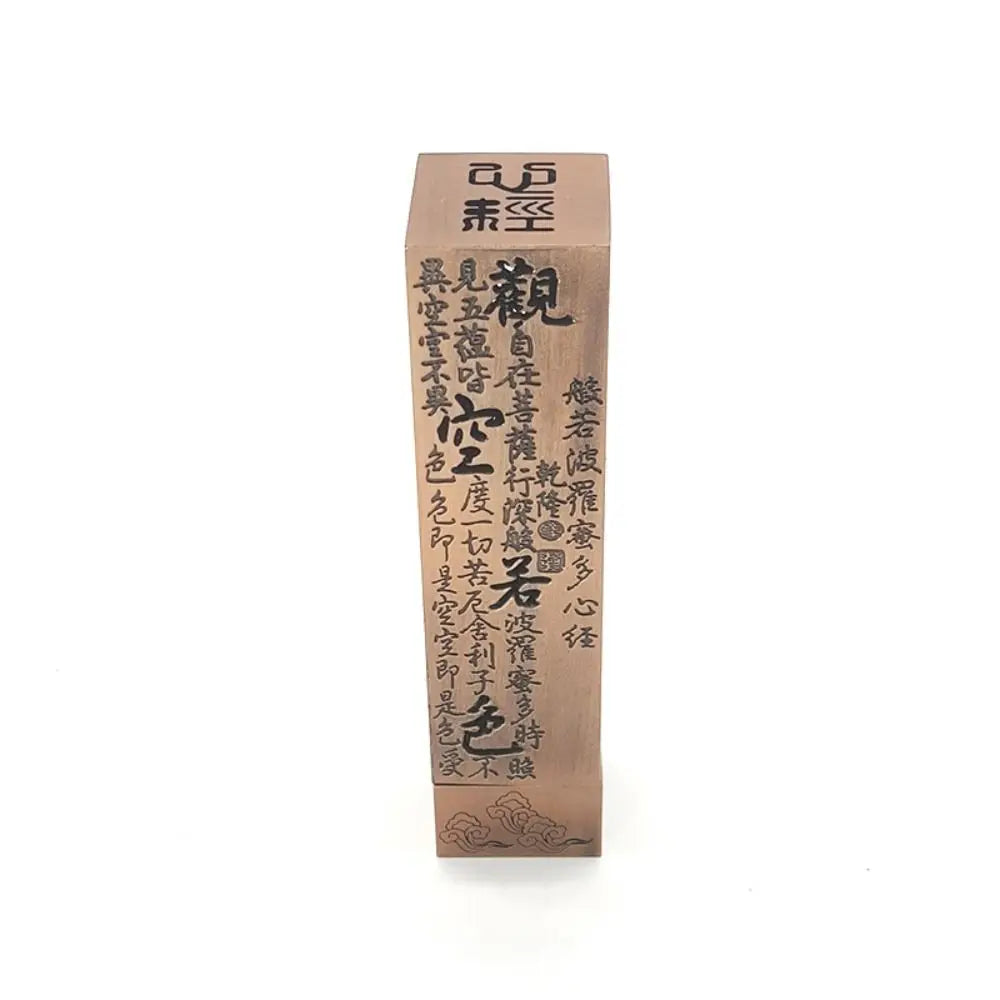 心經
般若波羅蜜多心経
乾隆
觀自在菩薩行深般若波羅蜜多時照
見五蘊皆空度一切苦厄舍利子色不
異空空不異色色即是空空即是色受